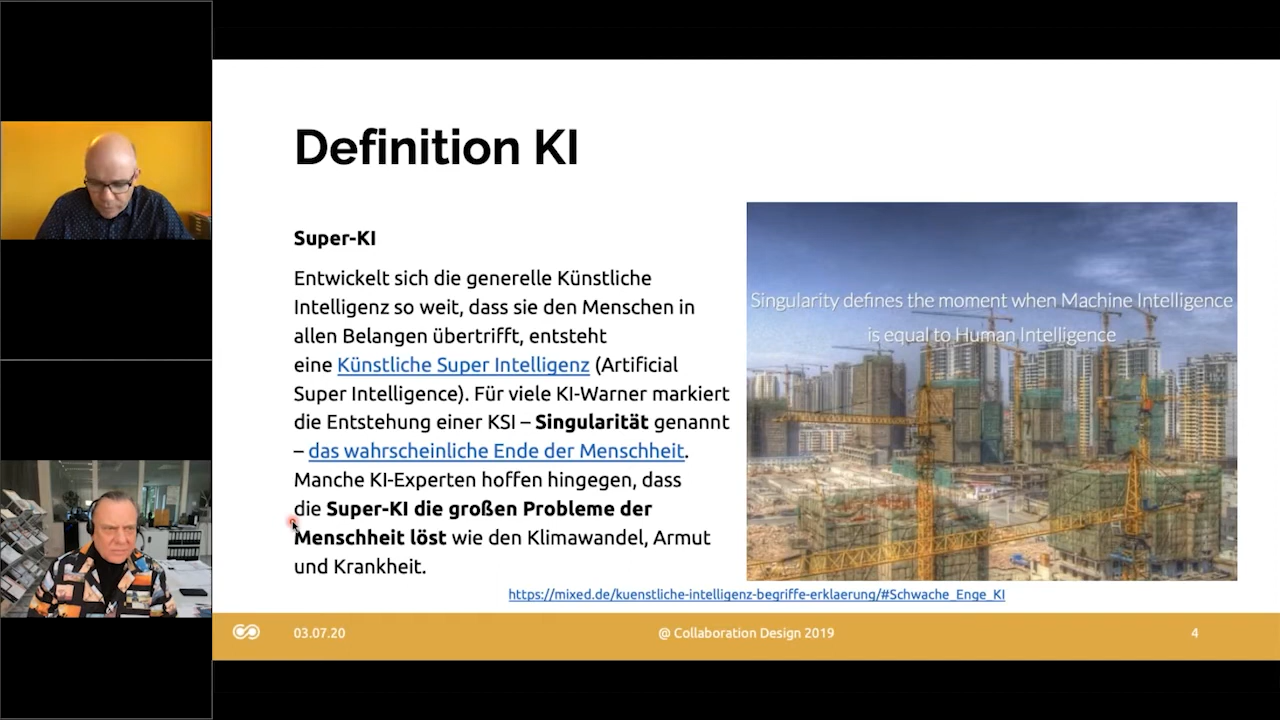 Definition KI
Super-KI
Entwickelt sich die generelle Künstliche
Intelligenz so weit, dass sie den Menschen in
allen Belangen übertrifft, entsteht
eine Künstliche Super Intelligenz (Artificial
Super Intelligence). Für viele KI-Warner markiert
die Entstehung einer KSI – Singularität genannt
– das wahrscheinliche Ende der Menschheit.
Manche KI-Experten hoffen hingegen, dass
die Super-KI die großen Probleme der
Menschheit löst wie den Klimawandel, Armut
und Krankheit.
Singularity defines the moment when Machine Intelligence
is equal to Human Intelligence
https://mixed.de/kuenstliche-intelligenz-begriffe-erklaerung/#Schwache_Enge_KI
03.07.20
@ Collaboration Design 2019
4